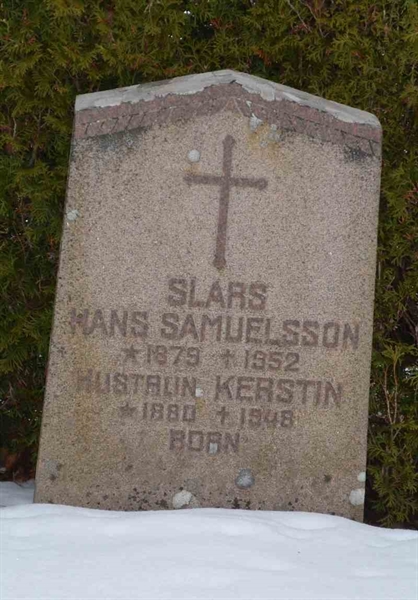 SLARS
HANS SAMUELSSON
* 1879 † 1952
HUSTRUN KERSTIN
* 1880 † 1948
BORN